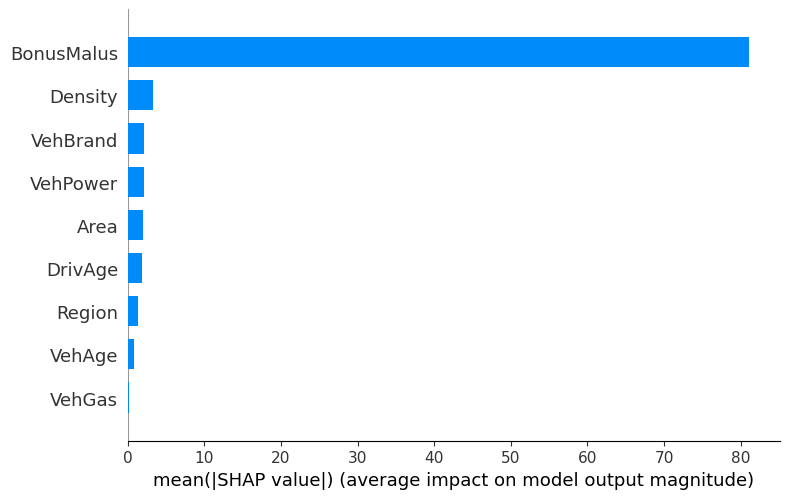 BonusMalus
Density
VehBrand
VehPower
Area
DrivAge
Region
VehAge
VehGas
0 10 20 30 40 50 60 70 80
mean(|SHAP value|) (average impact on model output magnitude)